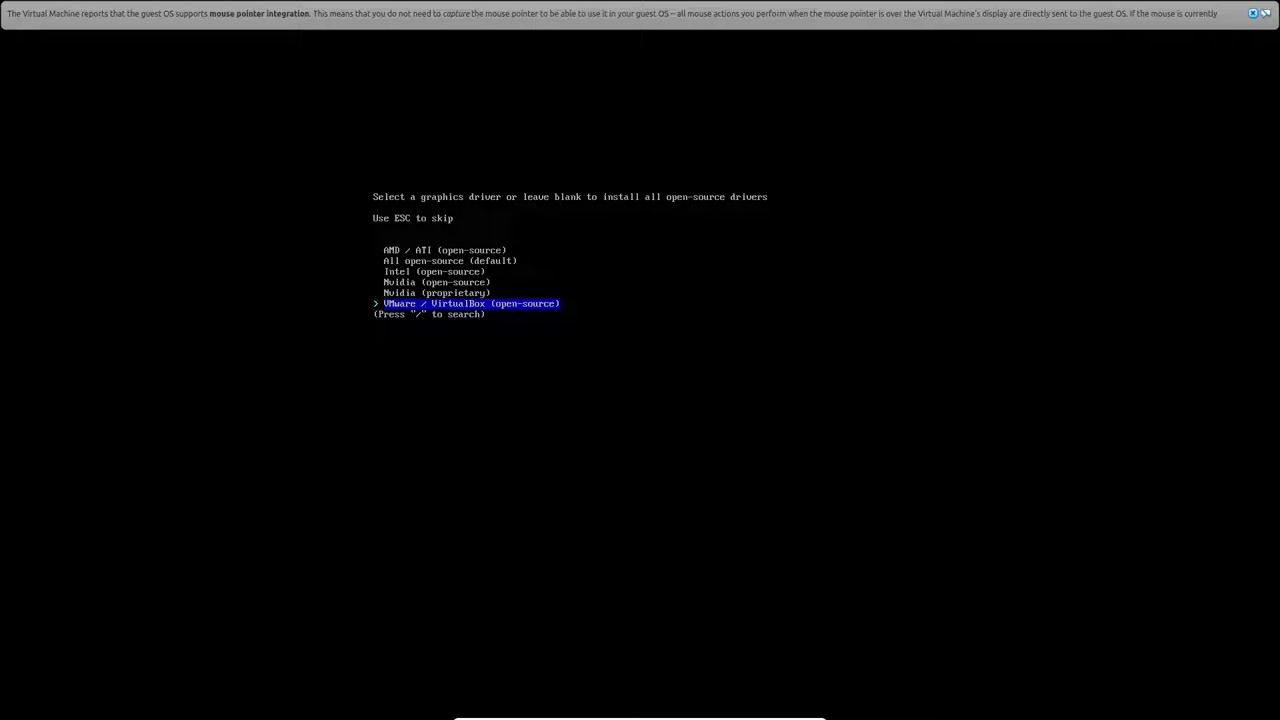 The Virtual Machine reports that the guest OS supports mouse pointer integration. This means that you do not need to capture the mouse pointer to be able to use it in your guest OS – all mouse actions you perform when the mouse pointer is over the Virtual Machine's display are directly sent to the guest OS. If the mouse is currently
Select a graphics driver or leave blank to install all open-source drivers
Use ESC to skip
AMD / ATI (open-source)
All open-source (default)
Intel (open-source)
Nvidia (open-source)
Nvidia (proprietary)
> VMware / VirtualBox (open-source)
(Press "/" to search)